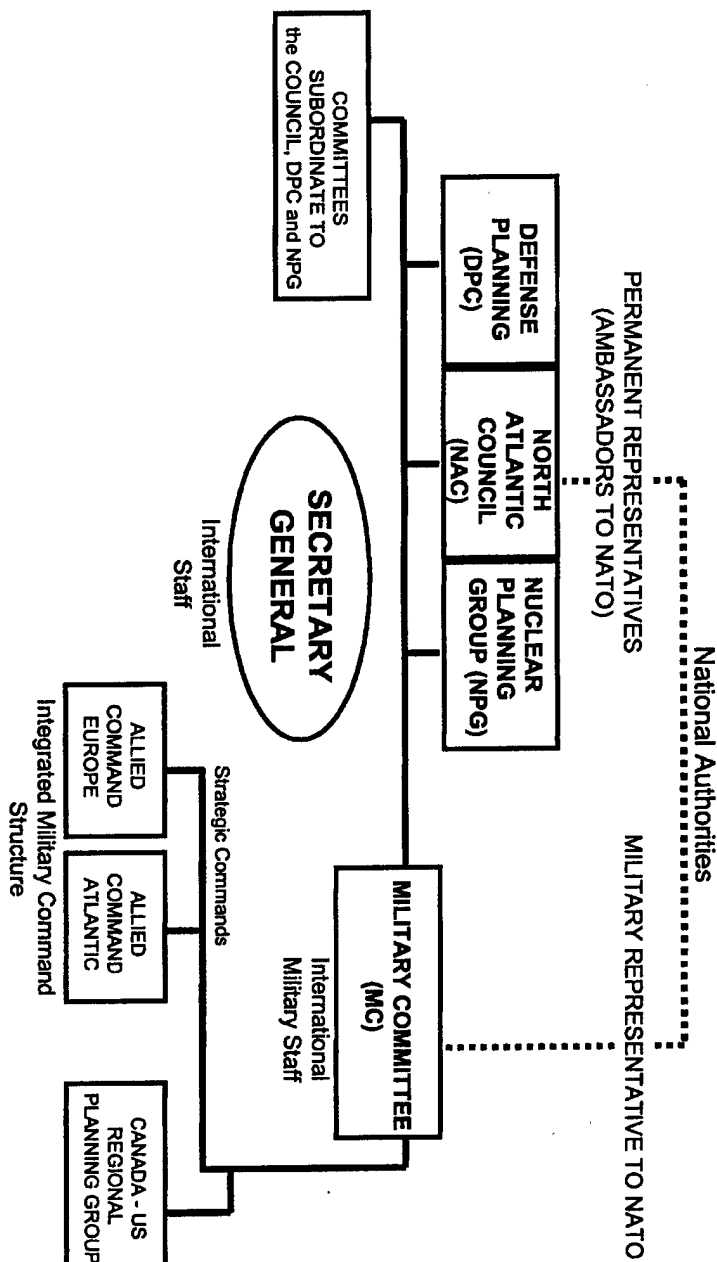 National Authorities
PERMANENT REPRESENTATIVES
(AMBASSADORS TO NATO)
MILITARY REPRESENTATIVE TO NATO
DEFENSE
PLANNING
(DPC)
NORTH
ATLANTIC
COUNCIL
(NAC)
NUCLEAR
PLANNING
GROUP (NPG)
COMMITTEES
SUBORDINATE TO
the COUNCIL, DPC and NPG
SECRETARY
GENERAL
International
Staff
MILITARY COMMITTEE
(MC)
International
Military Staff
Strategic Commands
ALLIED
COMMAND
EUROPE
ALLIED
COMMAND
ATLANTIC
Integrated Military Command
Structure
CANADA - US
REGIONAL
PLANNING GROUP